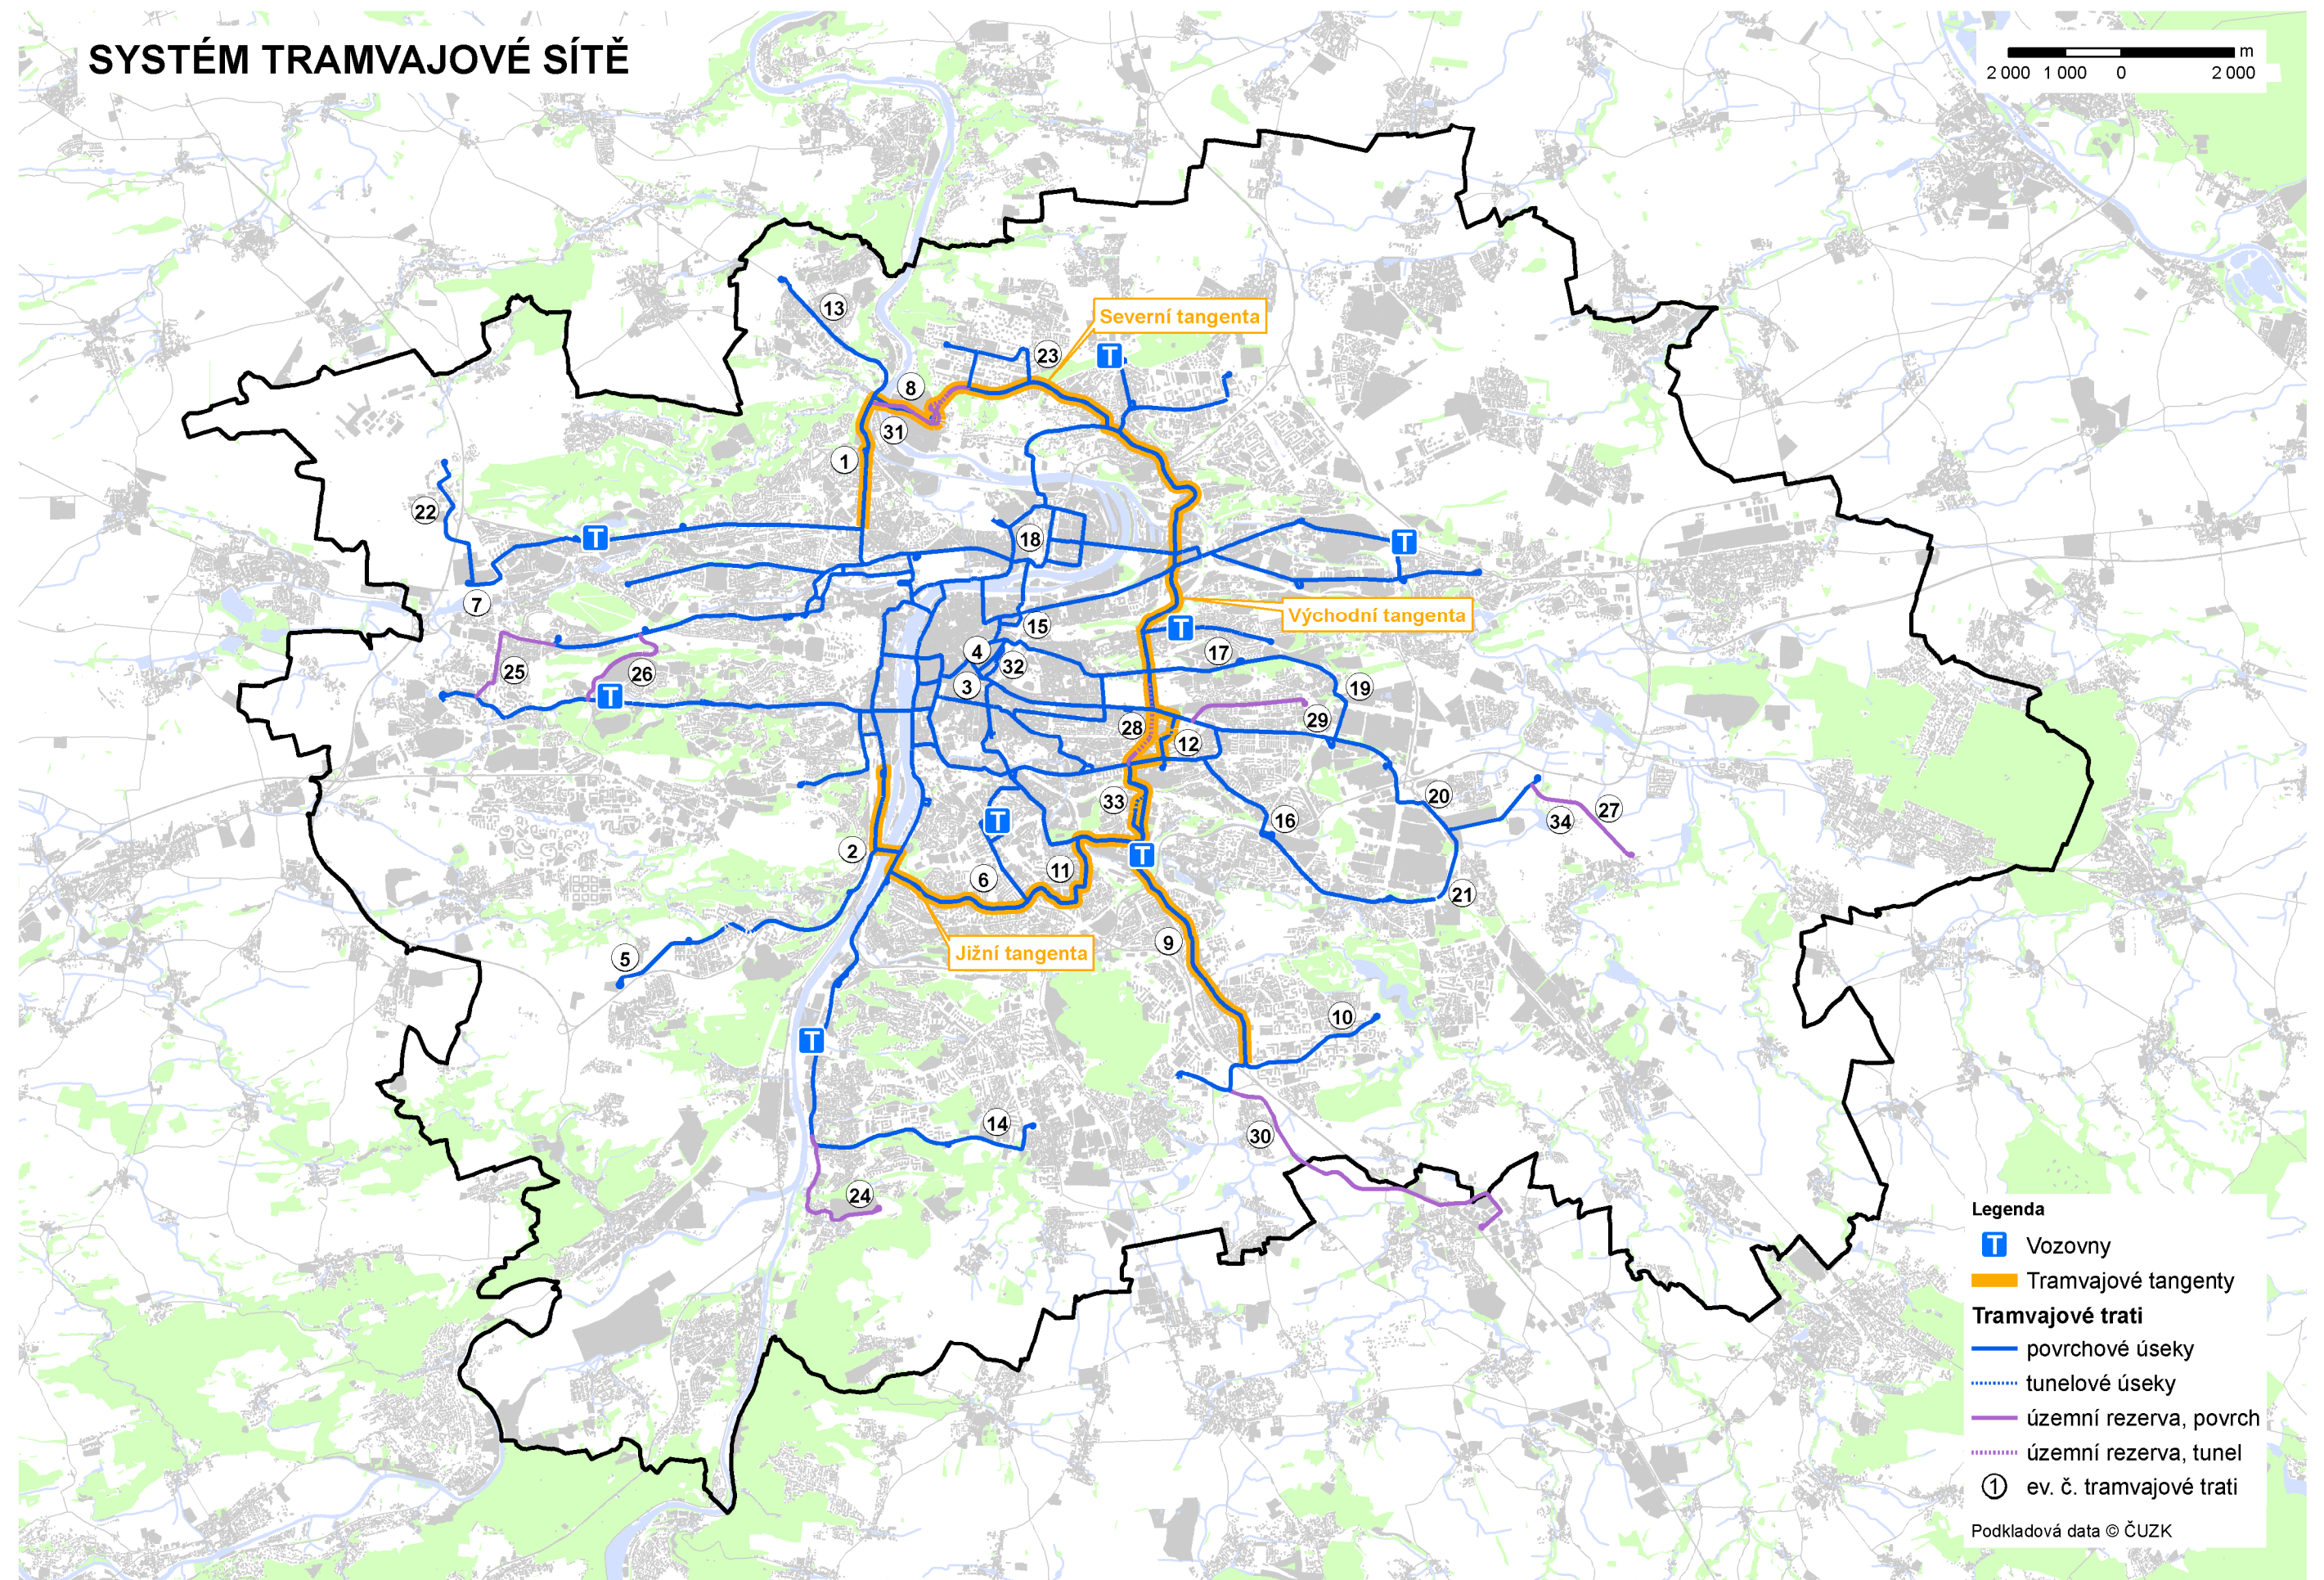 SYSTÉM TRAMVAJOVÉ SÍTĚ
m
2 000 1 000 0 2 000
13
Severní tangenta
23
T
8
31
1
22
T
18
T
7
Východní tangenta
15
T
4
17
32
25
26
3
19
T
28
29
12
20
33
27
34
16
T
2
T
11
6
21
9
Jižní tangenta
5
10
T
14
30
24
Legenda
T Vozovny
Tramvajové tangenty
Tramvajové trati
povrchové úseky
tunelové úseky
územní rezerva, povrch
územní rezerva, tunel
1 ev. č. tramvajové trati
Podkladová data © ČUZK